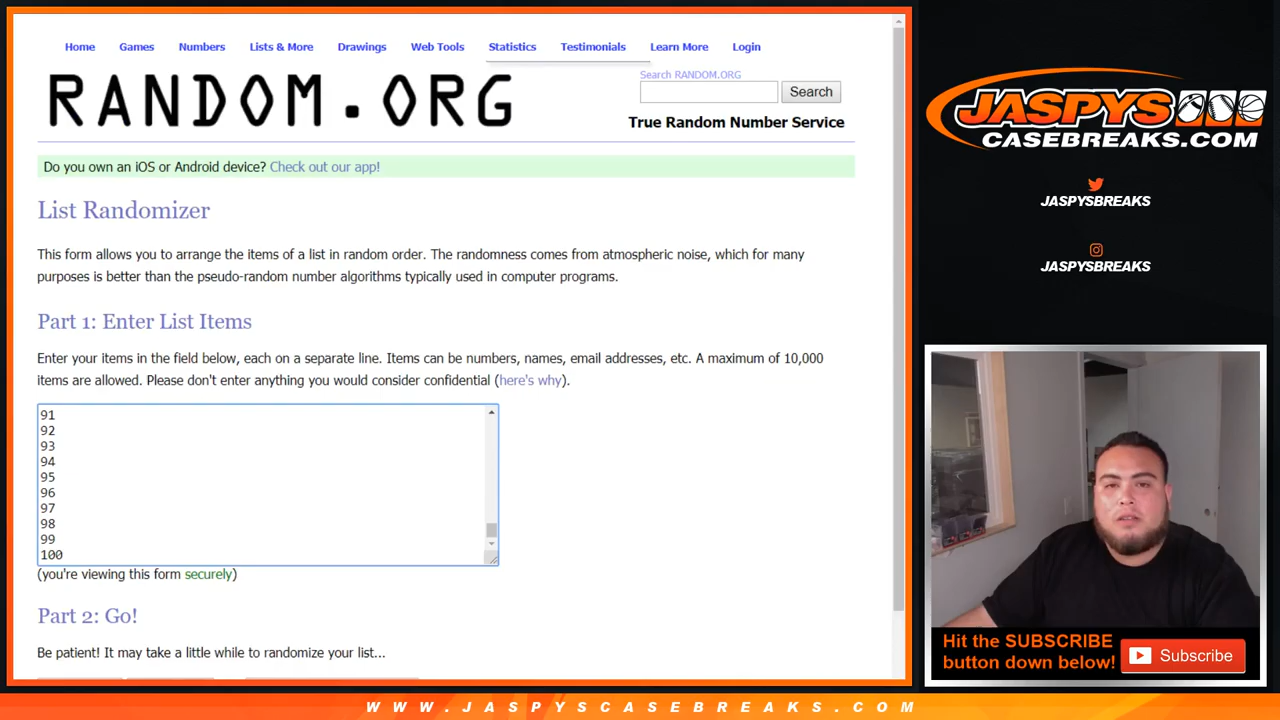 Home Games Numbers Lists & More Drawings Web Tools Statistics Testimonials Learn More Login
RANDOM.ORG
Search RANDOM.ORG
Search
True Random Number Service
Do you own an iOS or Android device? Check out our app!
List Randomizer
This form allows you to arrange the items of a list in random order. The randomness comes from atmospheric noise, which for many
purposes is better than the pseudo-random number algorithms typically used in computer programs.
Part 1: Enter List Items
Enter your items in the field below, each on a separate line. Items can be numbers, names, email addresses, etc. A maximum of 10,000
items are allowed. Please don't enter anything you would consider confidential (here's why).
91
92
93
94
95
96
97
98
99
100
(you're viewing this form securely)
Part 2: Go!
Be patient! It may take a little while to randomize your list...
JASPYS
CASEBREAKS.COM
JASPYSBREAKS
JASPYSBREAKS
Hit the SUBSCRIBE
button down below!
Subscribe
WWW.JASPYSCASEBREAKS.COM